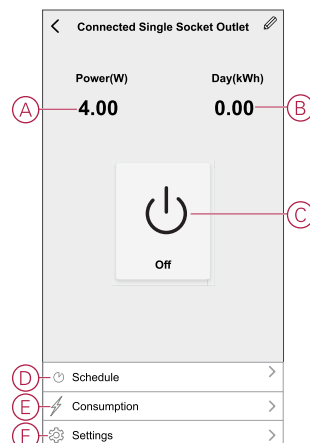 Connected Single Socket Outlet
Power(W) Day(kWh)
A 4.00 0.00 B
C
Off
D Schedule
E Consumption
F Settings